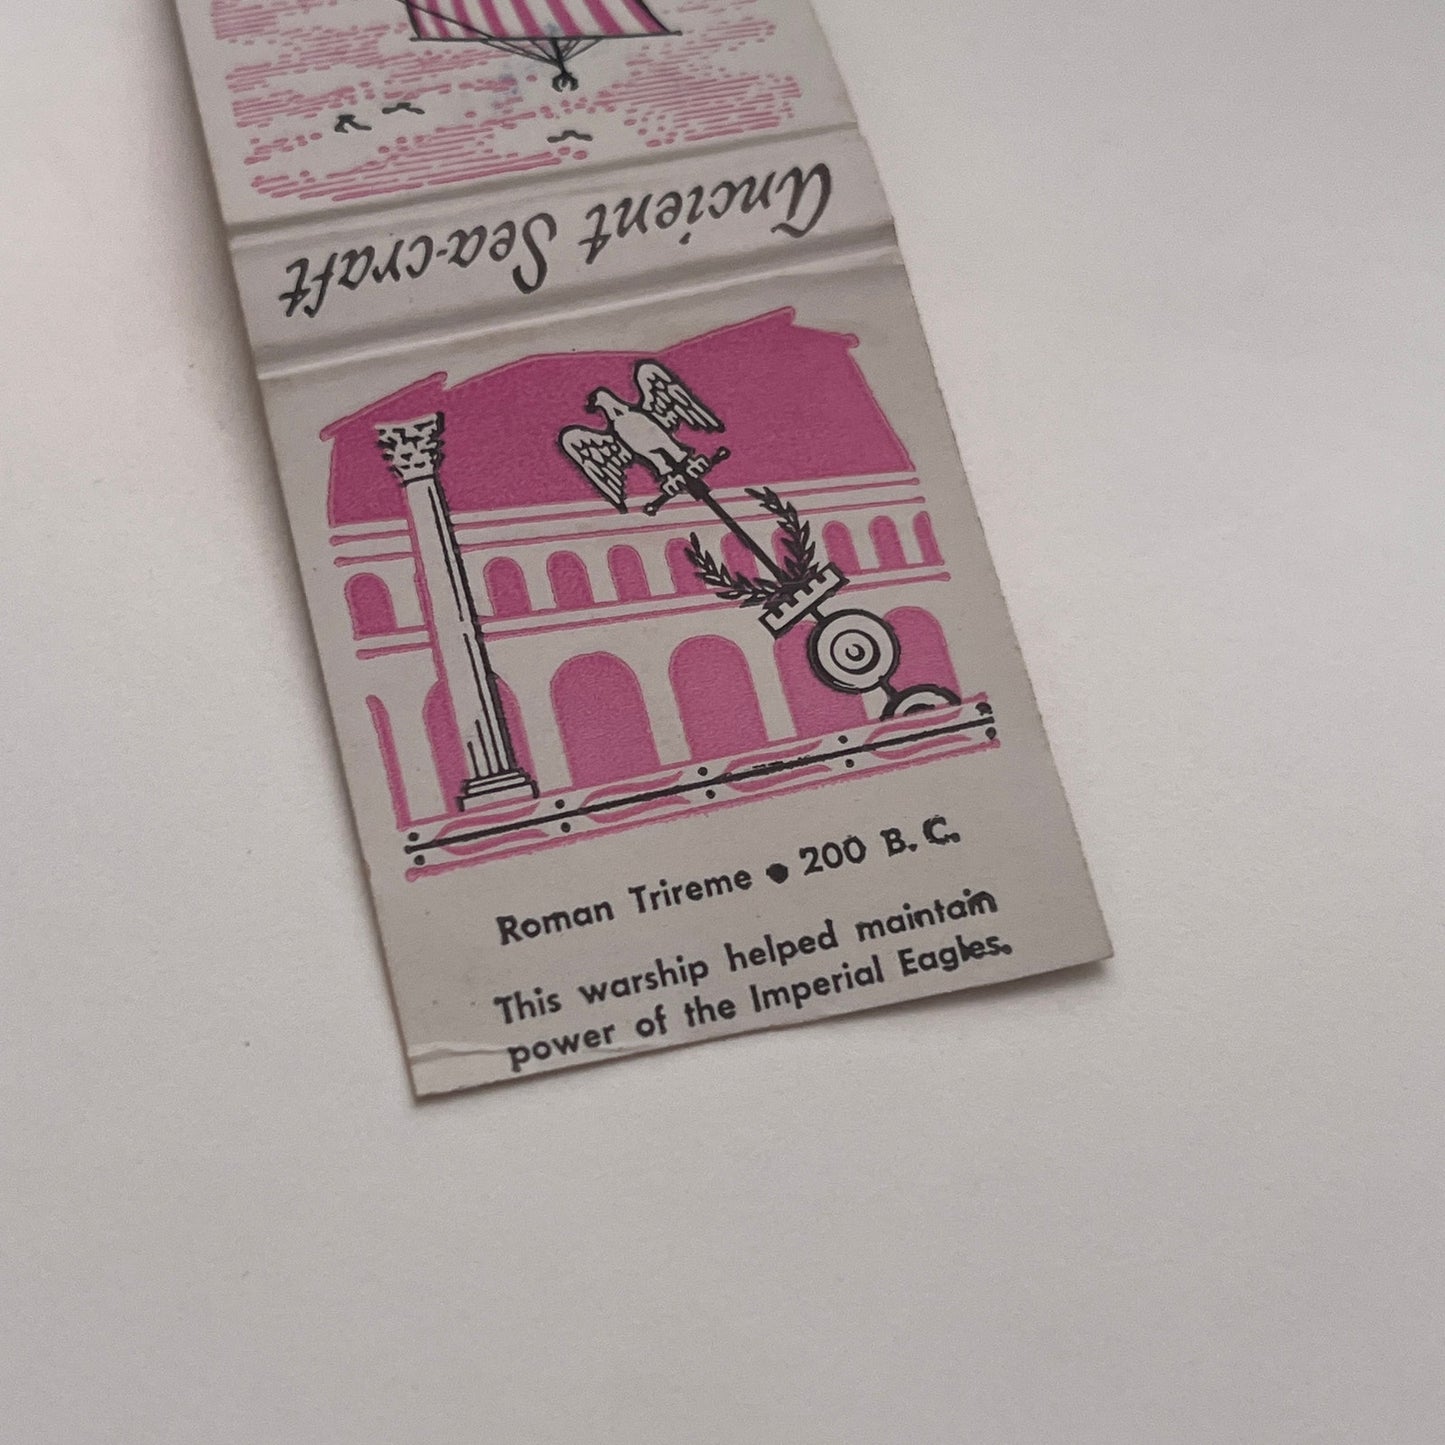 Ancient Sea-craft
Roman Trireme • 200 B. C.
This warship helped maintain
power of the Imperial Eagles.